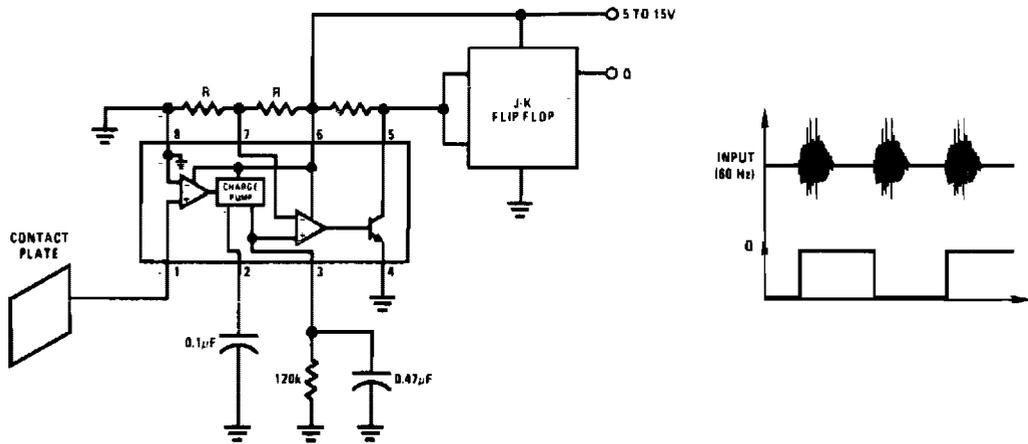 5 TO 15V
Q
R
R
J-K
FLIP FLOP
8
7
6
5
CHARGE
PUMP
-
+
-
+
CONTACT
PLATE
1
2
3
4
0.1µF
120k
0.47µF
INPUT
(60 Hz)
Q